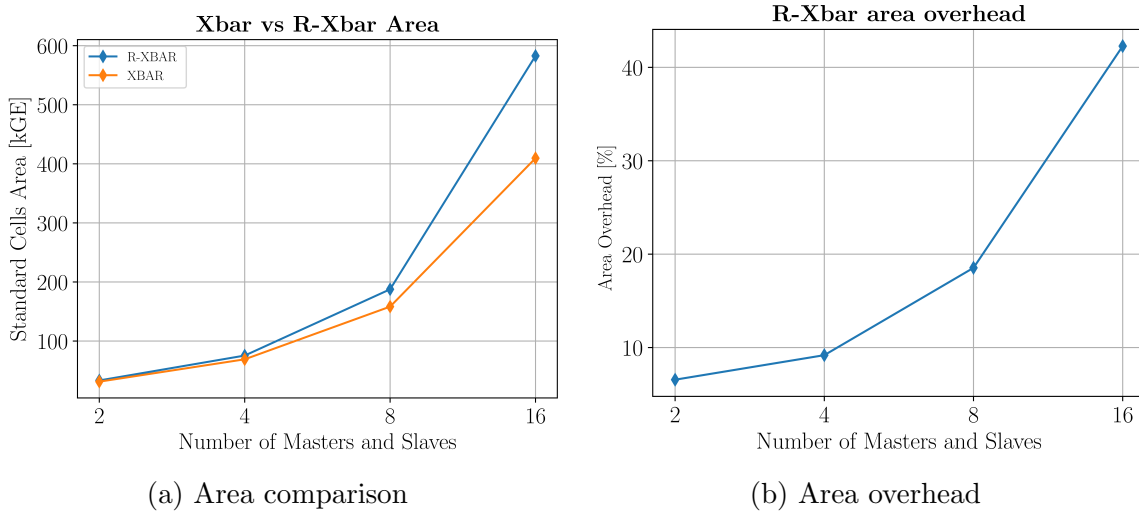 Xbar vs R-Xbar Area
R-XBAR
XBAR
600
500
400
300
200
100
Standard Cells Area [kGE]
2 4 8 16
Number of Masters and Slaves
(a) Area comparison
R-Xbar area overhead
40
30
20
10
Area Overhead [%]
2 4 8 16
Number of Masters and Slaves
(b) Area overhead